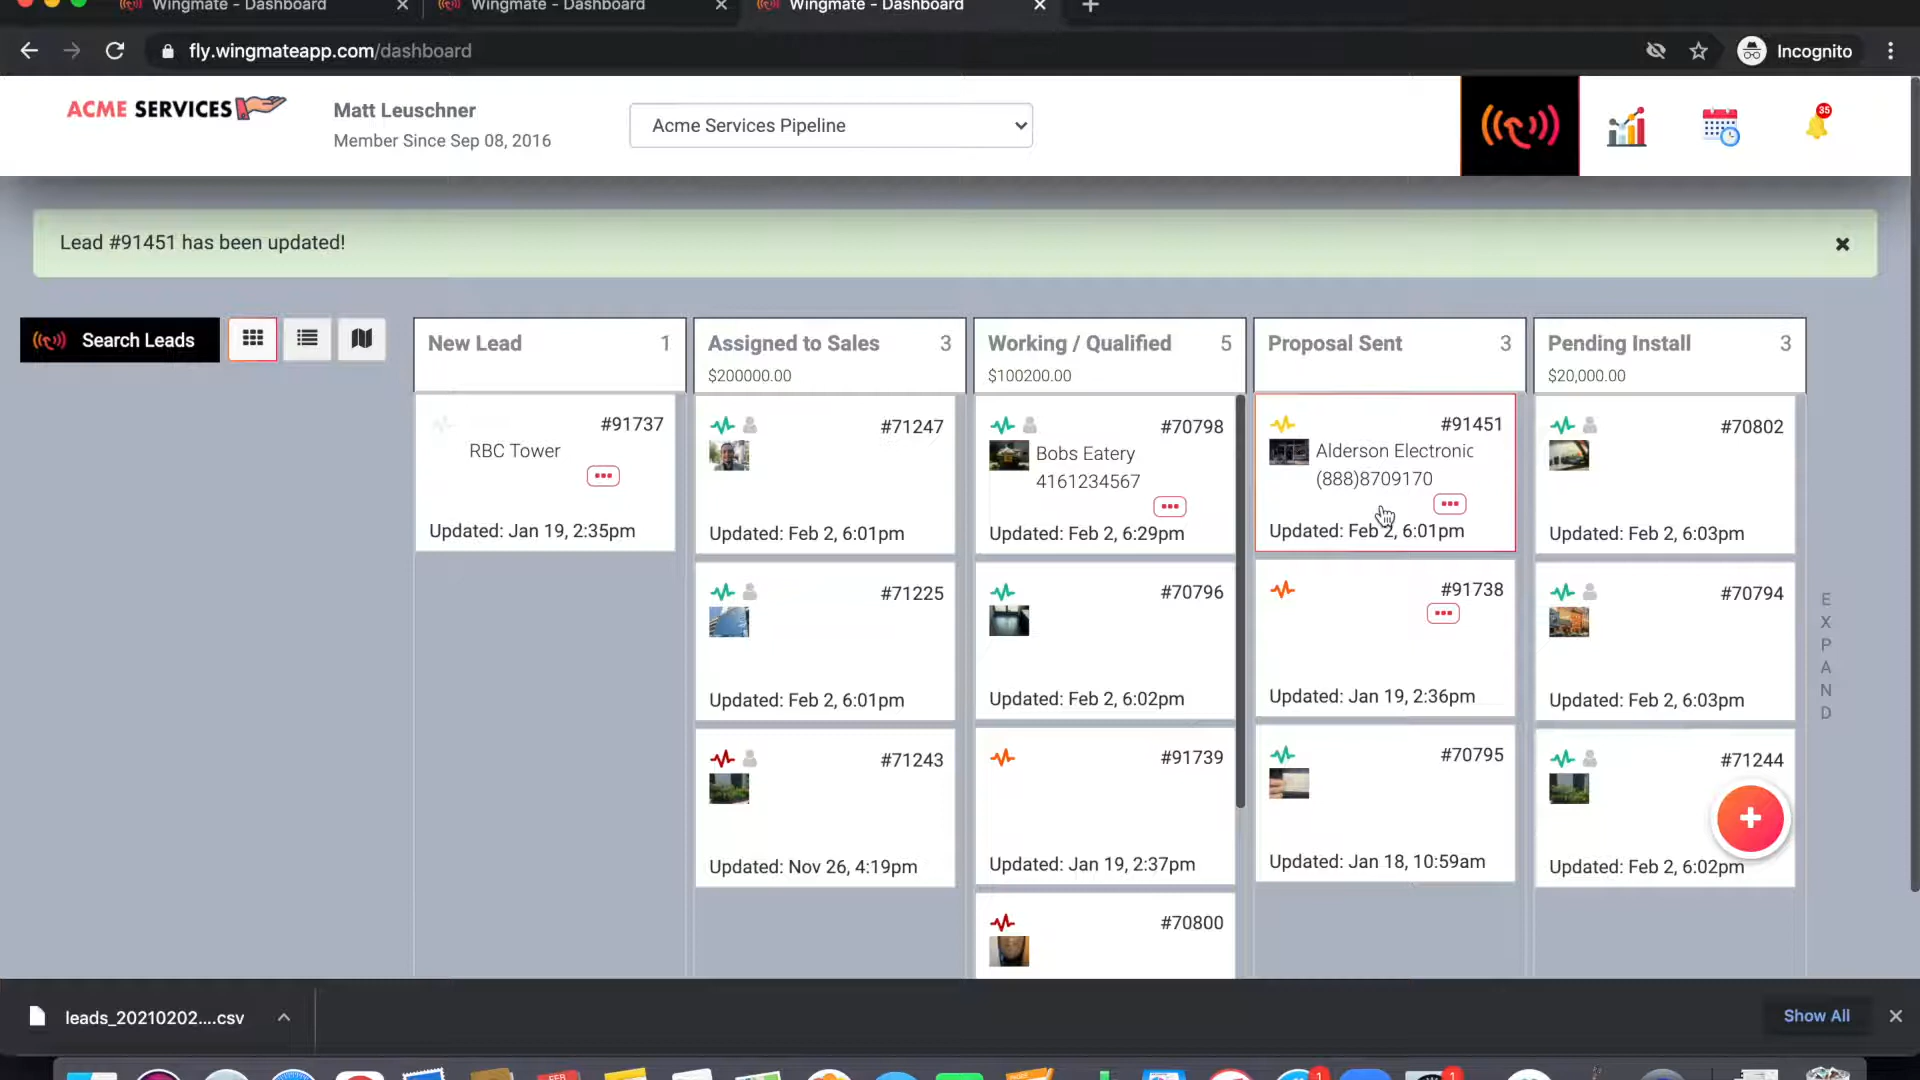 Wingmate - Dashboard
Wingmate - Dashboard
Wingmate - Dashboard
fly.wingmateapp.com/dashboard
Incognito
ACME SERVICES
Matt Leuschner
Member Since Sep 08, 2016
Acme Services Pipeline
35
Lead #91451 has been updated!
Search Leads
New Lead 1
Assigned to Sales 3
$200000.00
Working / Qualified 5
$100200.00
Proposal Sent 3
Pending Install 3
$20,000.00
#91737
RBC Tower
Updated: Jan 19, 2:35pm
#71247
Updated: Feb 2, 6:01pm
#71225
Updated: Feb 2, 6:01pm
#71243
Updated: Nov 26, 4:19pm
#70798
Bobs Eatery
4161234567
Updated: Feb 2, 6:29pm
#70796
Updated: Feb 2, 6:02pm
#91739
Updated: Jan 19, 2:37pm
#70800
#91451
Alderson Electronic
(888)8709170
Updated: Feb 2, 6:01pm
#91738
Updated: Jan 19, 2:36pm
#70795
Updated: Jan 18, 10:59am
#70802
Updated: Feb 2, 6:03pm
#70794
Updated: Feb 2, 6:03pm
#71244
Updated: Feb 2, 6:02pm
EXPAND
leads_20210202....csv
Show All
FEB
1
1